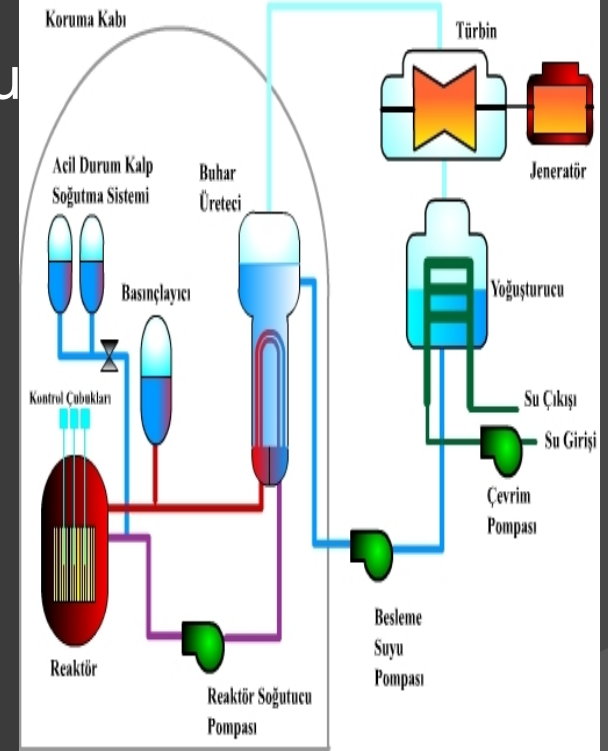 Koruma Kabı
Türbin
u
Acil Durum Kalp
Soğutma Sistemi
Buhar
Üreteci
Jeneratör
Basınçlayıcı
Yoğuşturucu
Kontrol Çubukları
Su Çıkışı
Su Girişi
Çevrim
Pompası
Besleme
Suyu
Pompası
Reaktör
Reaktör Soğutucu
Pompası